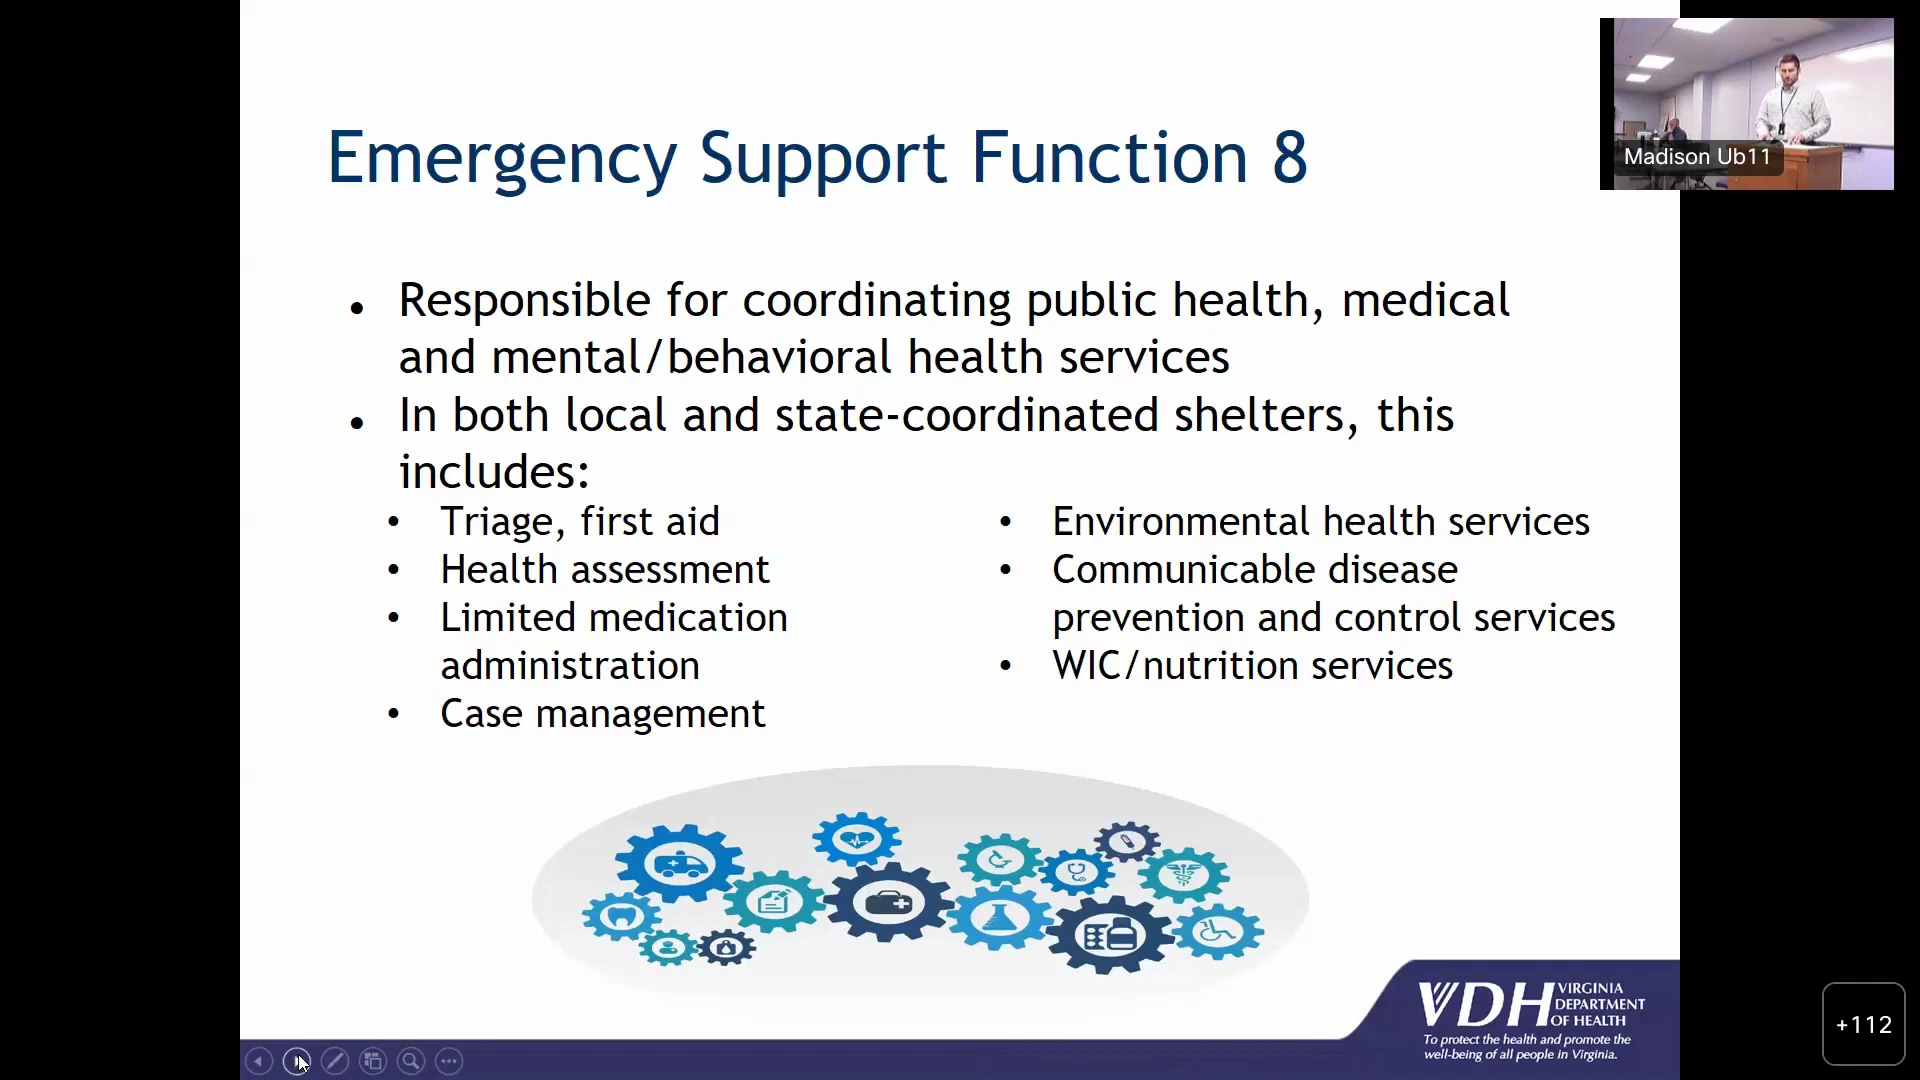 Emergency Support Function 8
Madison Ub11
• Responsible for coordinating public health, medical
and mental/behavioral health services
• In both local and state-coordinated shelters, this
includes:
• Triage, first aid
• Health assessment
• Limited medication
administration
• Case management
• Environmental health services
• Communicable disease
prevention and control services
• WIC/nutrition services
VDH
VIRGINIA
DEPARTMENT
OF HEALTH
To protect the health and promote the
well-being of all people in Virginia.
+112